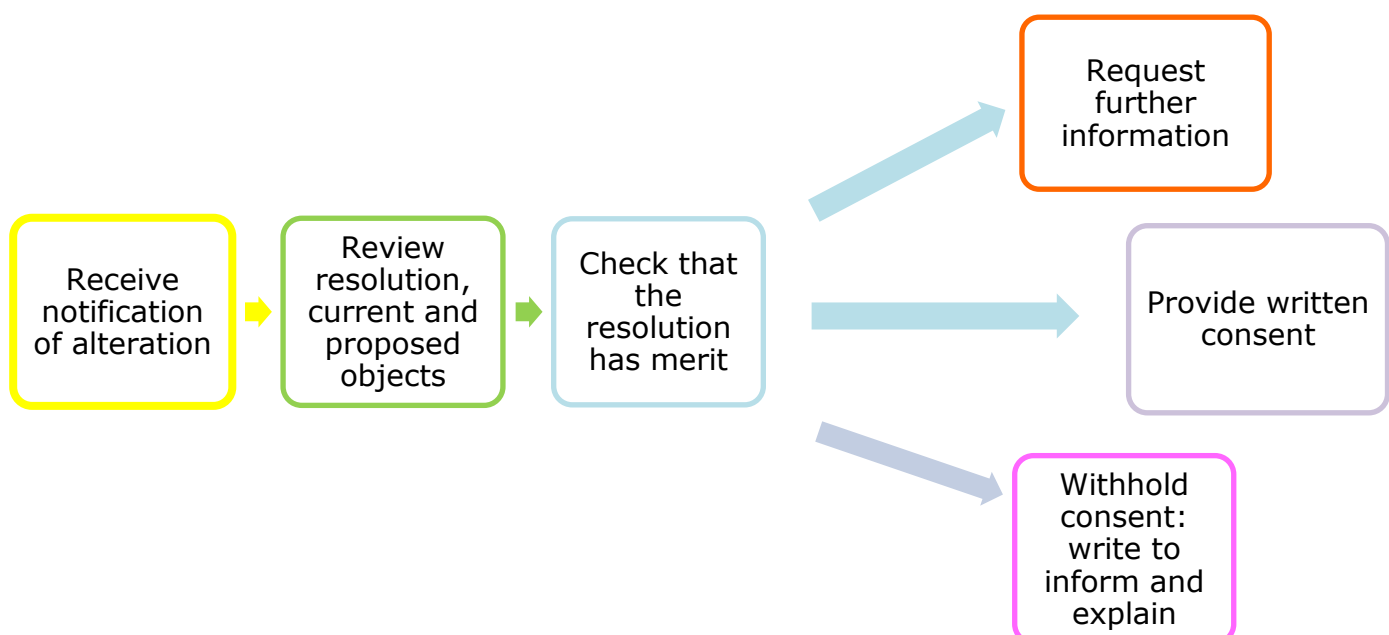 Receive
notification
of alteration
Review
resolution,
current and
proposed
objects
Check that
the
resolution
has merit
Request
further
information
Provide written
consent
Withhold
consent:
write to
inform and
explain